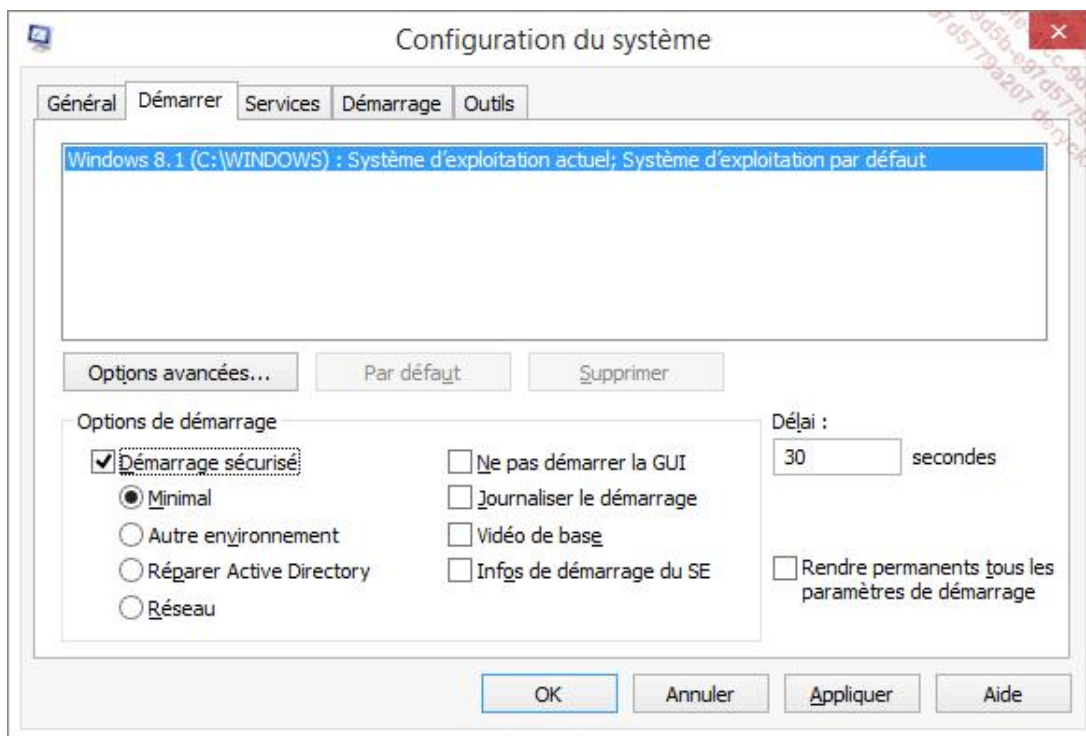 Configuration du système
Général Démarrer Services Démarrage Outils
Windows 8.1 (C:\WINDOWS) : Système d'exploitation actuel; Système d'exploitation par défaut
Options avancées... Par défaut Supprimer
Options de démarrage
Délai :
Démarrage sécurisé
Ne pas démarrer la GUI
30 secondes
Minimal
Journaliser le démarrage
Autre environnement
Vidéo de base
Réparer Active Directory
Infos de démarrage du SE
Rendre permanents tous les
paramètres de démarrage
Réseau
OK Annuler Appliquer Aide